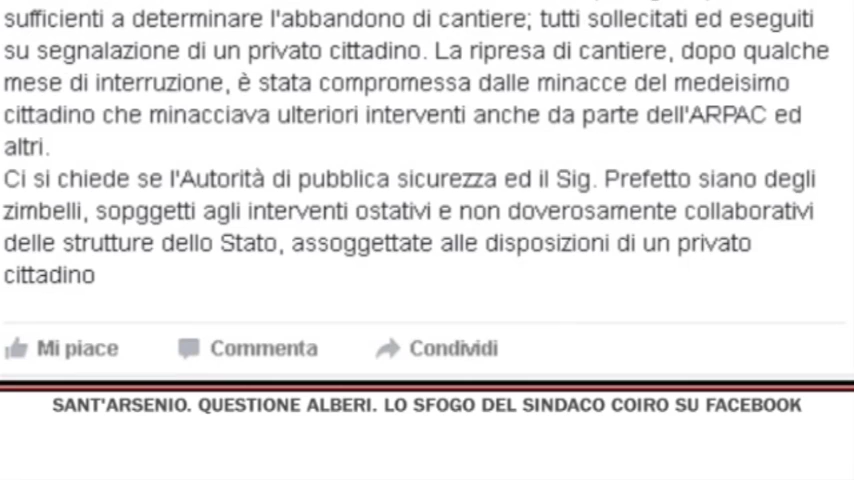 sufficienti a determinare l'abbandono di cantiere; tutti sollecitati ed eseguiti
su segnalazione di un privato cittadino. La ripresa di cantiere, dopo qualche
mese di interruzione, è stata compromessa dalle minacce del medeisimo
cittadino che minacciava ulteriori interventi anche da parte dell'ARPAC ed
altri.
Ci si chiede se l'Autorità di pubblica sicurezza ed il Sig. Prefetto siano degli
zimbelli, sopggetti agli interventi ostativi e non doverosamente collaborativi
delle strutture dello Stato, assoggettate alle disposizioni di un privato
cittadino
Mi piace Commenta Condividi
SANT'ARSENIO. QUESTIONE ALBERI. LO SFOGO DEL SINDACO COIRO SU FACEBOOK